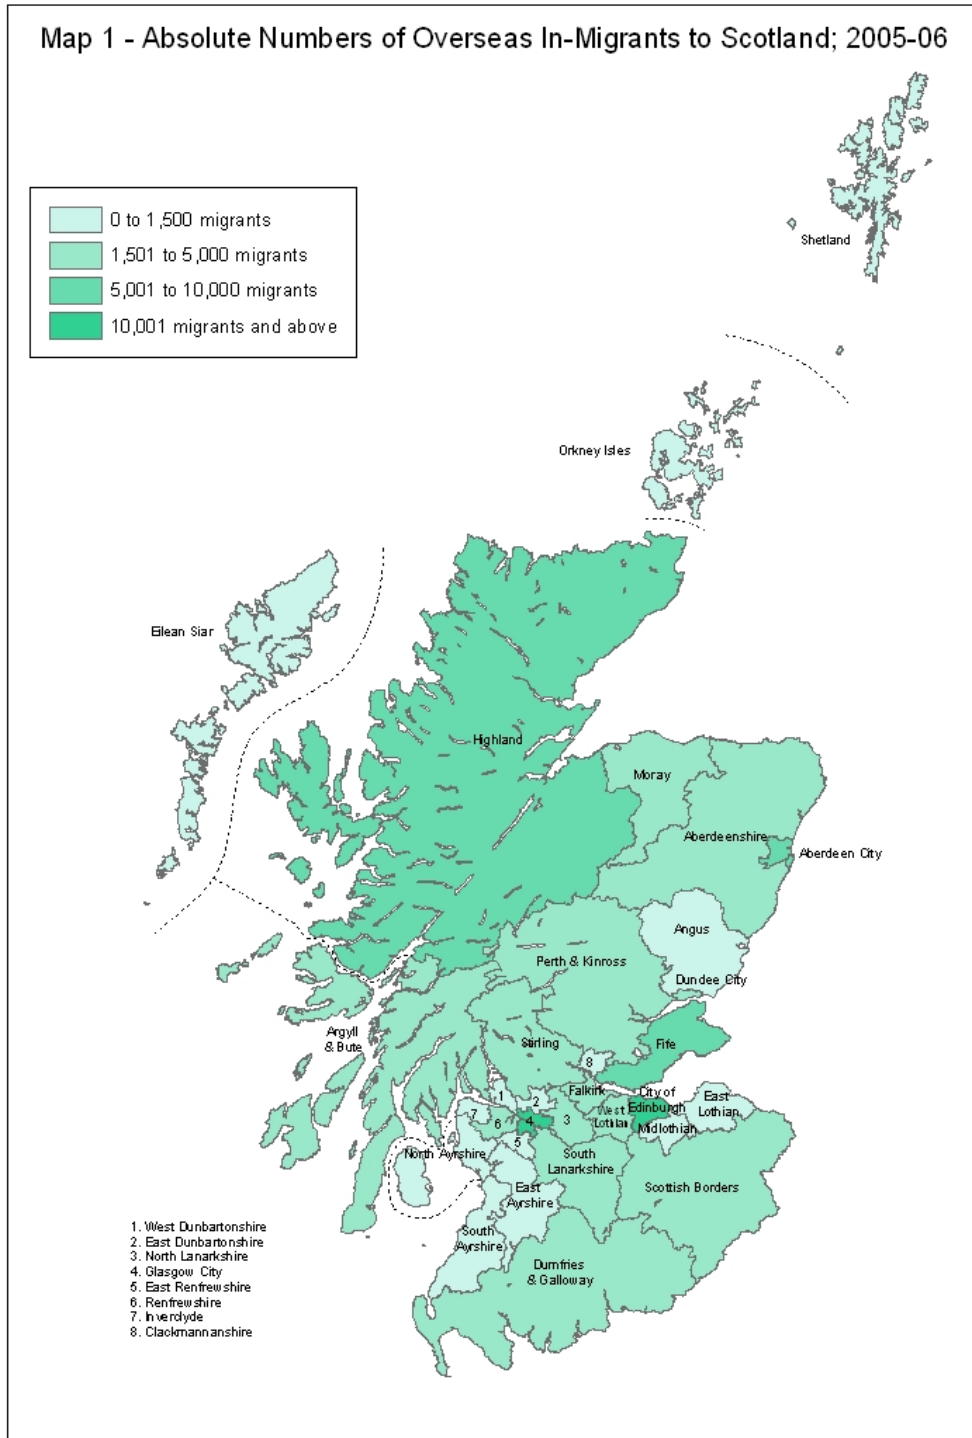 Map 1 - Absolute Numbers of Overseas In-Migrants to Scotland; 2005-06
0 to 1,500 migrants
1,501 to 5,000 migrants
5,001 to 10,000 migrants
10,001 migrants and above
Shetland
Orkney Isles
Eilean Siar
Highland
Moray
Aberdeenshire
Aberdeen City
Angus
Perth & Kinross
Dundee City
Argyll
& Bute
Stirling
Fife
8
1
2
Falkirk
City of
Edinburgh
East
Lothian
7
6
4
3
West
Lothian
Midlothian
5
North Ayrshire
South
Lanarkshire
Scottish Borders
East
Ayrshire
South
Ayrshire
Dumfries
& Galloway
1. West Dunbartonshire
2. East Dunbartonshire
3. North Lanarkshire
4. Glasgow City
5. East Renfrewshire
6. Renfrewshire
7. Inverclyde
8. Clackmannanshire